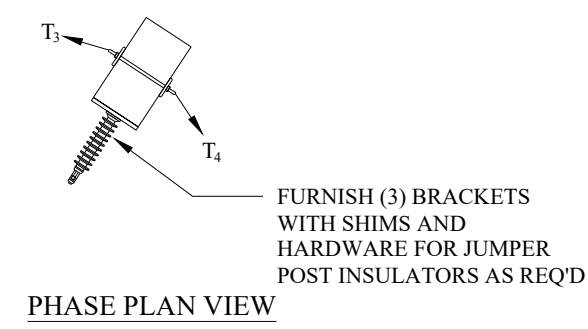 T3
T4
FURNISH (3) BRACKETS
WITH SHIMS AND
HARDWARE FOR JUMPER
POST INSULATORS AS REQ'D
PHASE PLAN VIEW